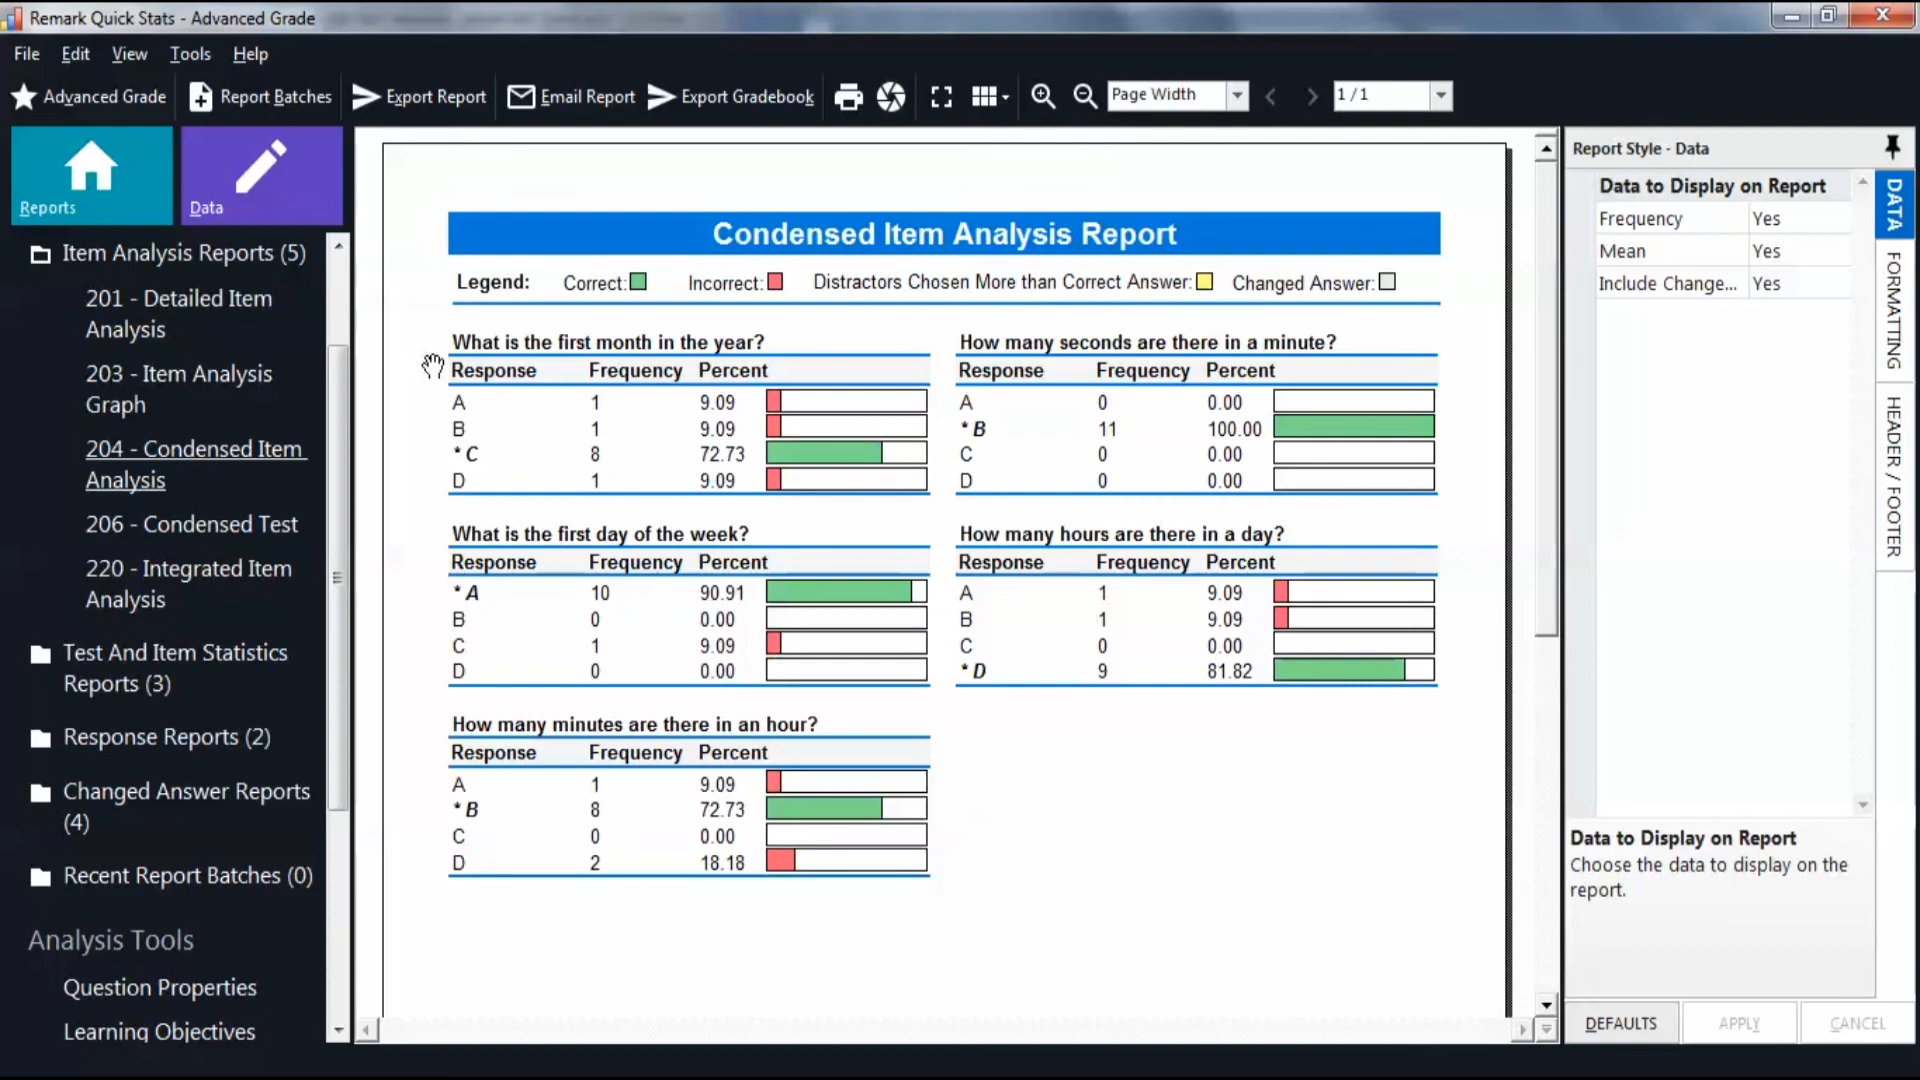 Remark Quick Stats - Advanced Grade
File Edit View Tools Help
Advanced Grade Report Batches Export Report Email Report Export Gradebook Page Width 1 / 1
Reports Data
Item Analysis Reports (5)
201 - Detailed Item
Analysis
203 - Item Analysis
Graph
204 - Condensed Item
Analysis
206 - Condensed Test
220 - Integrated Item
Analysis
Test And Item Statistics
Reports (3)
Response Reports (2)
Changed Answer Reports
(4)
Recent Report Batches (0)
Analysis Tools
Question Properties
Learning Objectives
Condensed Item Analysis Report
Legend: Correct: Incorrect: Distractors Chosen More than Correct Answer: Changed Answer:
What is the first month in the year?
Response Frequency Percent
A 1 9.09
B 1 9.09
* C 8 72.73
D 1 9.09
How many seconds are there in a minute?
Response Frequency Percent
A 0 0.00
* B 11 100.00
C 0 0.00
D 0 0.00
What is the first day of the week?
Response Frequency Percent
* A 10 90.91
B 0 0.00
C 1 9.09
D 0 0.00
How many hours are there in a day?
Response Frequency Percent
A 1 9.09
B 1 9.09
C 0 0.00
* D 9 81.82
How many minutes are there in an hour?
Response Frequency Percent
A 1 9.09
* B 8 72.73
C 0 0.00
D 2 18.18
Report Style - Data
Data to Display on Report
Frequency Yes
Mean Yes
Include Change... Yes
DATA
FORMATTING
HEADER / FOOTER
Data to Display on Report
Choose the data to display on the
report.
DEFAULTS APPLY CANCEL